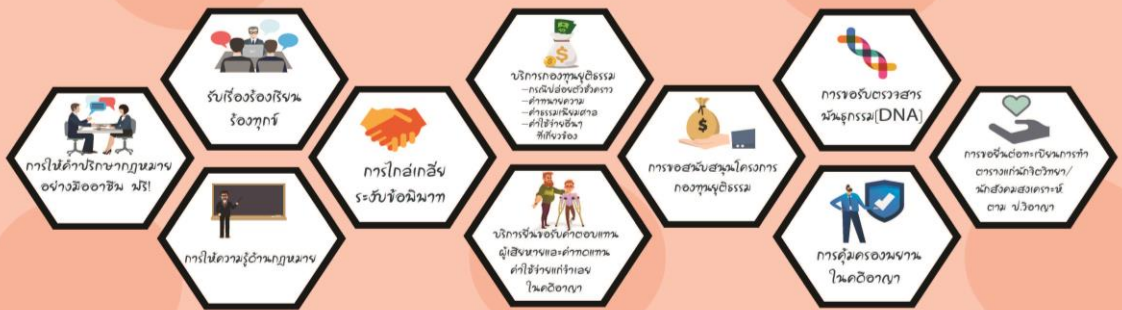 การให้คำปรึกษากฎหมาย
อย่างมืออาชีพ ฟรี!
รับเรื่องร้องเรียน
ร้องทุกข์
การให้ความรู้ด้านกฎหมาย
การไกล่เกลี่ย
ระงับข้อพิพาท
บริการกองทุนยุติธรรม
—กรณีปล่อยตัวชั่วคราว
—ค่าทนายความ
—ค่าธรรมเนียมศาล
—ค่าใช้จ่ายอื่นๆ
ที่เกี่ยวข้อง
บริการยื่นขอรับค่าตอบแทน
ผู้เสียหายและค่าทดแทน
ค่าใช้จ่ายแก่จำเลย
ในคดีอาญา
การขอสนับสนุนโครงการ
กองทุนยุติธรรม
การขอรับตรวจสาร
พันธุกรรม(DNA)
การคุ้มครองพยาน
ในคดีอาญา
การขอขึ้นต่อทะเบียนการทำ
ตารางแก่นักจิตวิทยา/
นักสังคมสงเคราะห์
ตาม ป.วิอาญา
$
$